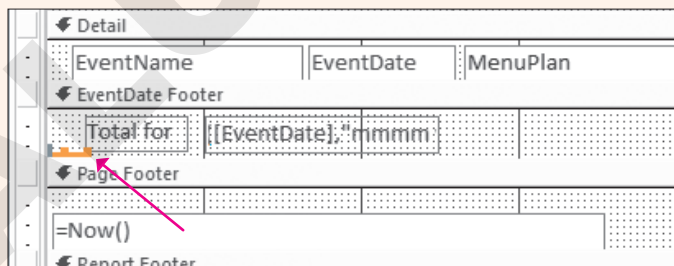 Detail
EventName EventDate MenuPlan
EventDate Footer
Total for [[EventDate],"mmmm
Page Footer
=Now()
Report Footer